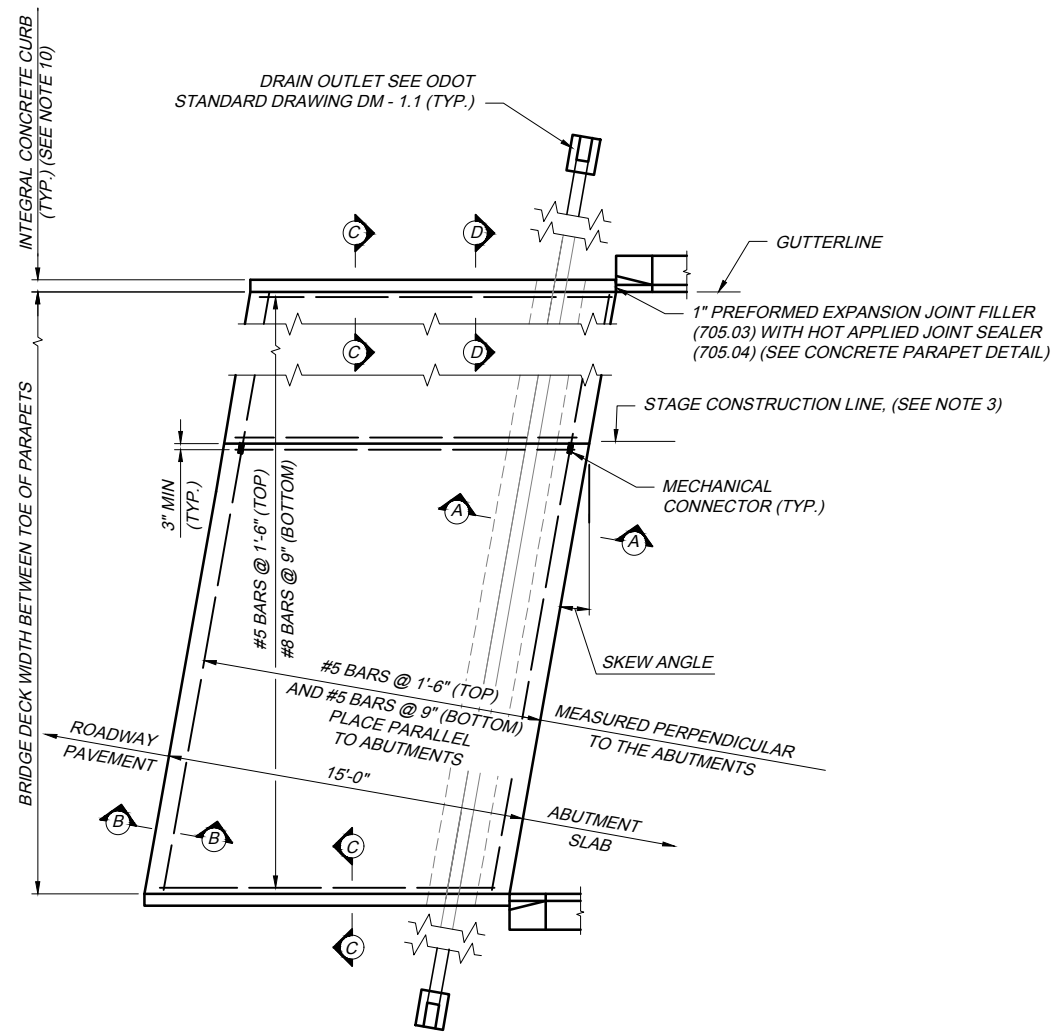 INTEGRAL CONCRETE CURB
(TYP.) (SEE NOTE 10)
DRAIN OUTLET SEE ODOT
STANDARD DRAWING DM - 1.1 (TYP.)
C
D
GUTTERLINE
1" PREFORMED EXPANSION JOINT FILLER
(705.03) WITH HOT APPLIED JOINT SEALER
(705.04) (SEE CONCRETE PARAPET DETAIL)
C
D
STAGE CONSTRUCTION LINE, (SEE NOTE 3)
BRIDGE DECK WIDTH BETWEEN TOE OF PARAPETS
3" MIN
(TYP.)
#5 BARS @ 1'-6" (TOP)
#8 BARS @ 9" (BOTTOM)
MECHANICAL
CONNECTOR (TYP.)
A
A
SKEW ANGLE
#5 BARS @ 1'-6" (TOP)
AND #5 BARS @ 9" (BOTTOM)
PLACE PARALLEL
TO ABUTMENTS
MEASURED PERPENDICULAR
TO THE ABUTMENTS
ROADWAY
PAVEMENT
15'-0"
ABUTMENT
SLAB
B
B
C
C